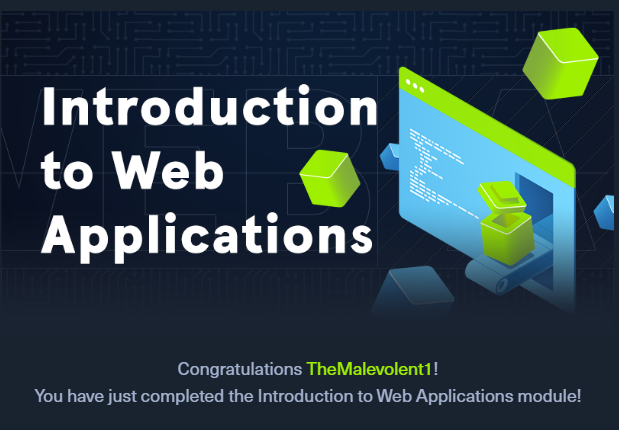 Introduction
to Web
Applications
Congratulations TheMalevolent1!
You have just completed the Introduction to Web Applications module!